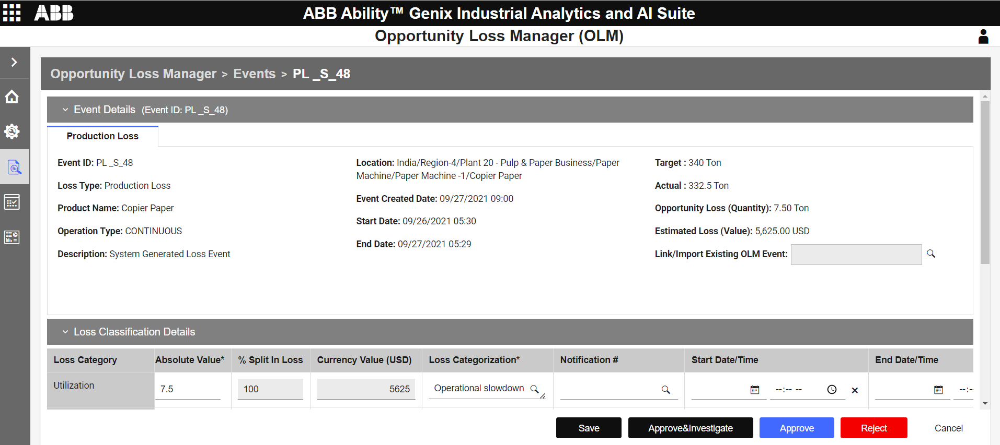 ABB
ABB Ability™ Genix Industrial Analytics and AI Suite
Opportunity Loss Manager (OLM)
Opportunity Loss Manager > Events > PL _S_48
Event Details (Event ID: PL _S_48)
Production Loss
Event ID: PL _S_48
Loss Type: Production Loss
Product Name: Copier Paper
Operation Type: CONTINUOUS
Description: System Generated Loss Event
Location: India/Region-4/Plant 20 - Pulp & Paper Business/Paper
Machine/Paper Machine -1/Copier Paper
Event Created Date: 09/27/2021 09:00
Start Date: 09/26/2021 05:30
End Date: 09/27/2021 05:29
Target : 340 Ton
Actual : 332.5 Ton
Opportunity Loss (Quantity): 7.50 Ton
Estimated Loss (Value): 5,625.00 USD
Link/Import Existing OLM Event:
Loss Classification Details
Loss Category Absolute Value* % Split In Loss Currency Value (USD) Loss Categorization* Notification # Start Date/Time End Date/Time
Utilization 7.5 100 5625 Operational slowdown --:-- -- --:--
Save Approve&Investigate Approve Reject Cancel